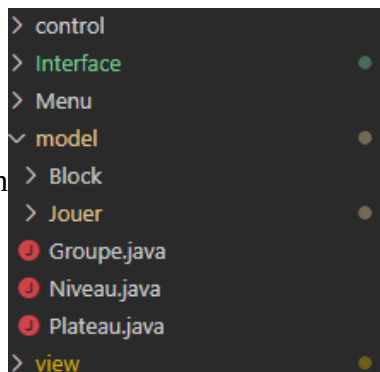 control
Interface
Menu
model
Block
Jouer
J Groupe.java
J Niveau.java
J Plateau.java
view